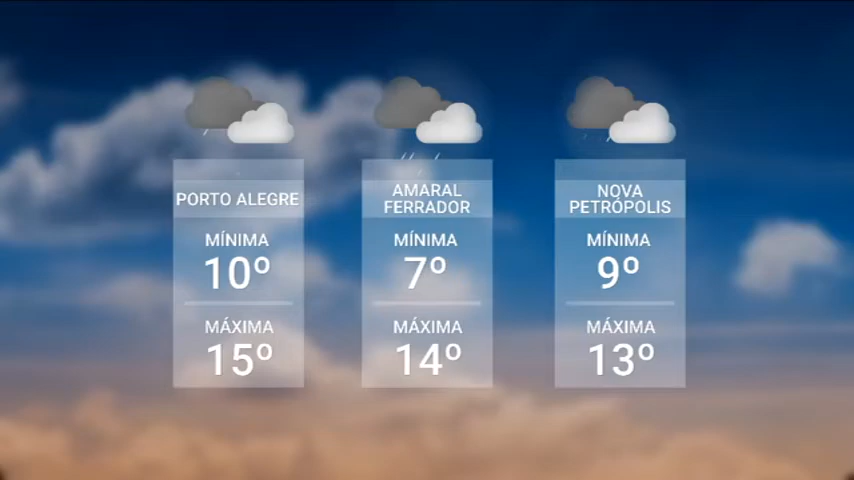 PORTO ALEGRE
MÍNIMA
10º
MÁXIMA
15º
AMARAL
FERRADOR
MÍNIMA
7º
MÁXIMA
14º
NOVA
PETRÓPOLIS
MÍNIMA
9º
MÁXIMA
13º